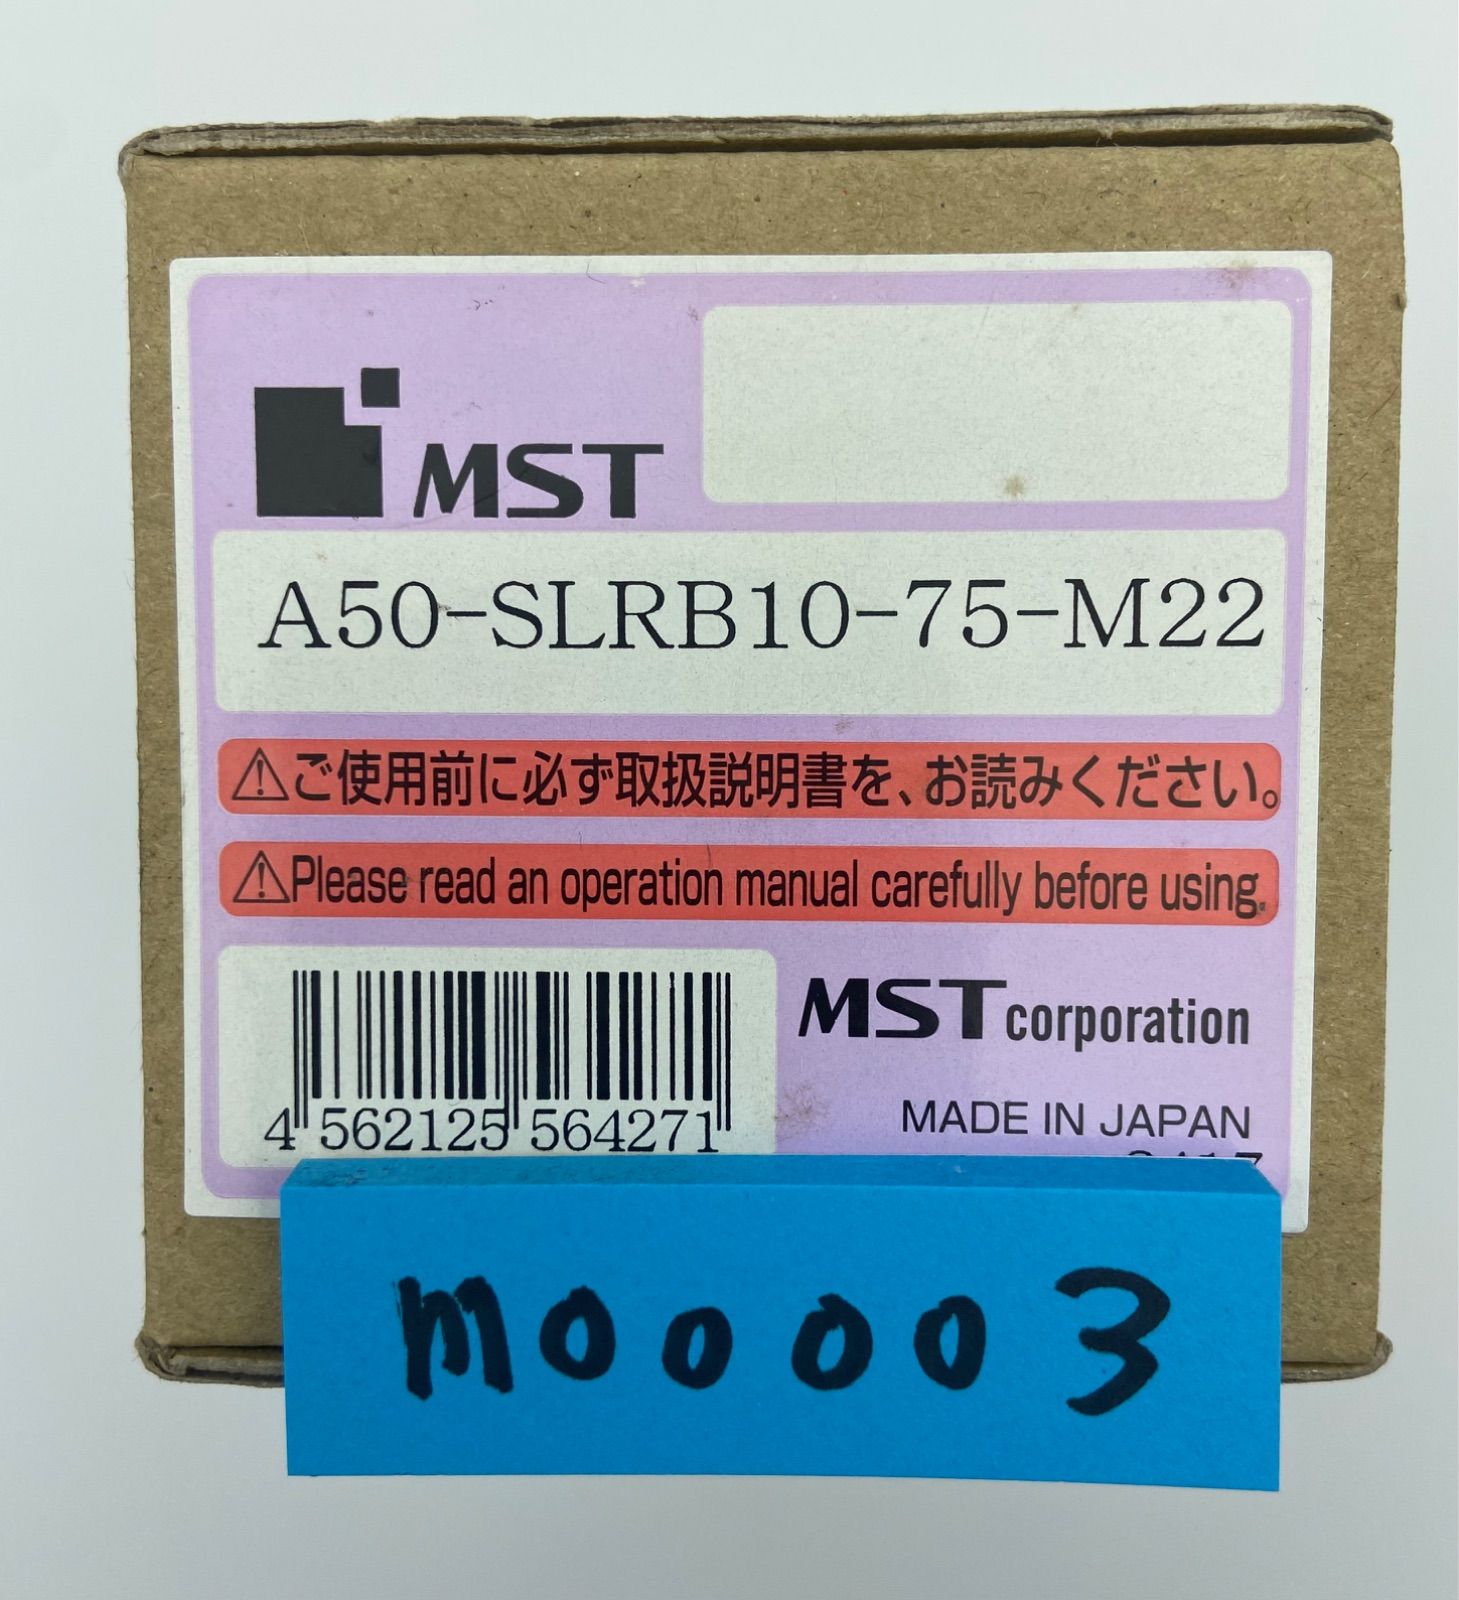 MST
A50-SLRB10-75-M22
⚠ご使用前に必ず取扱説明書を、お読みください。
⚠Please read an operation manual carefully before using.
4 562125 564271
MST corporation
MADE IN JAPAN
m00003